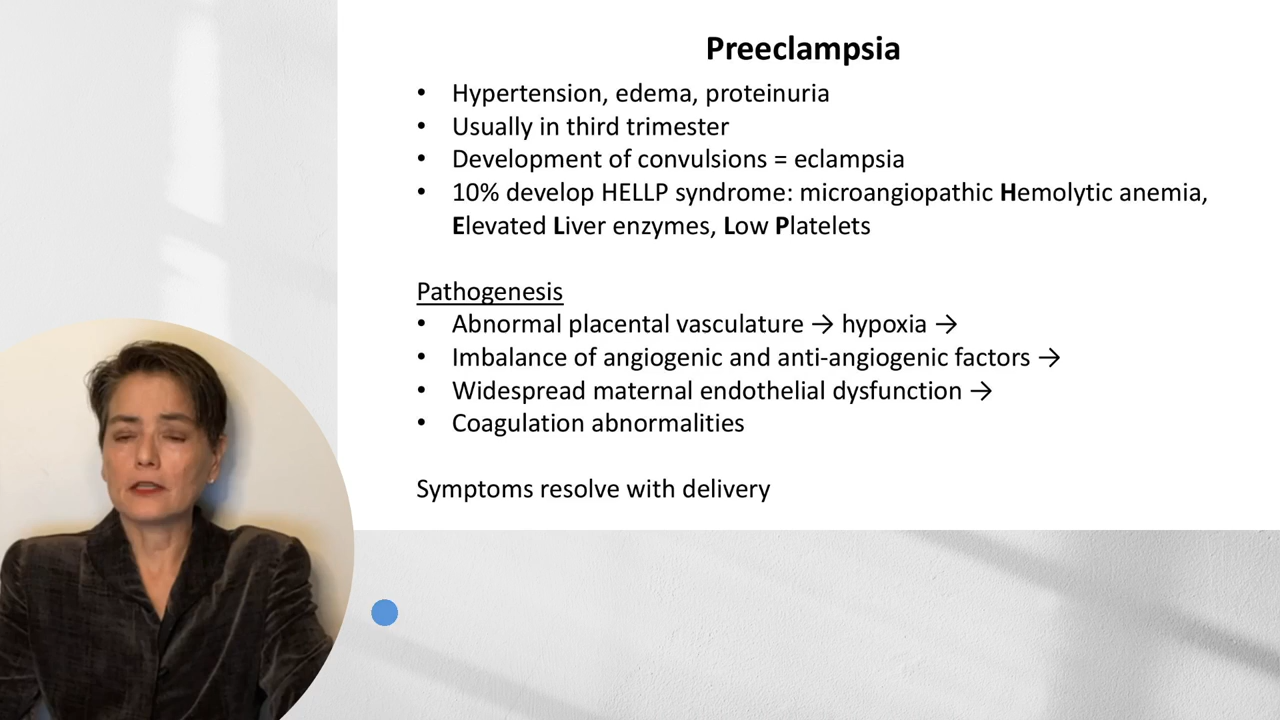 Preeclampsia
• Hypertension, edema, proteinuria
• Usually in third trimester
• Development of convulsions = eclampsia
• 10% develop HELLP syndrome: microangiopathic Hemolytic anemia,
Elevated Liver enzymes, Low Platelets
Pathogenesis
• Abnormal placental vasculature → hypoxia →
• Imbalance of angiogenic and anti-angiogenic factors →
• Widespread maternal endothelial dysfunction →
• Coagulation abnormalities
Symptoms resolve with delivery